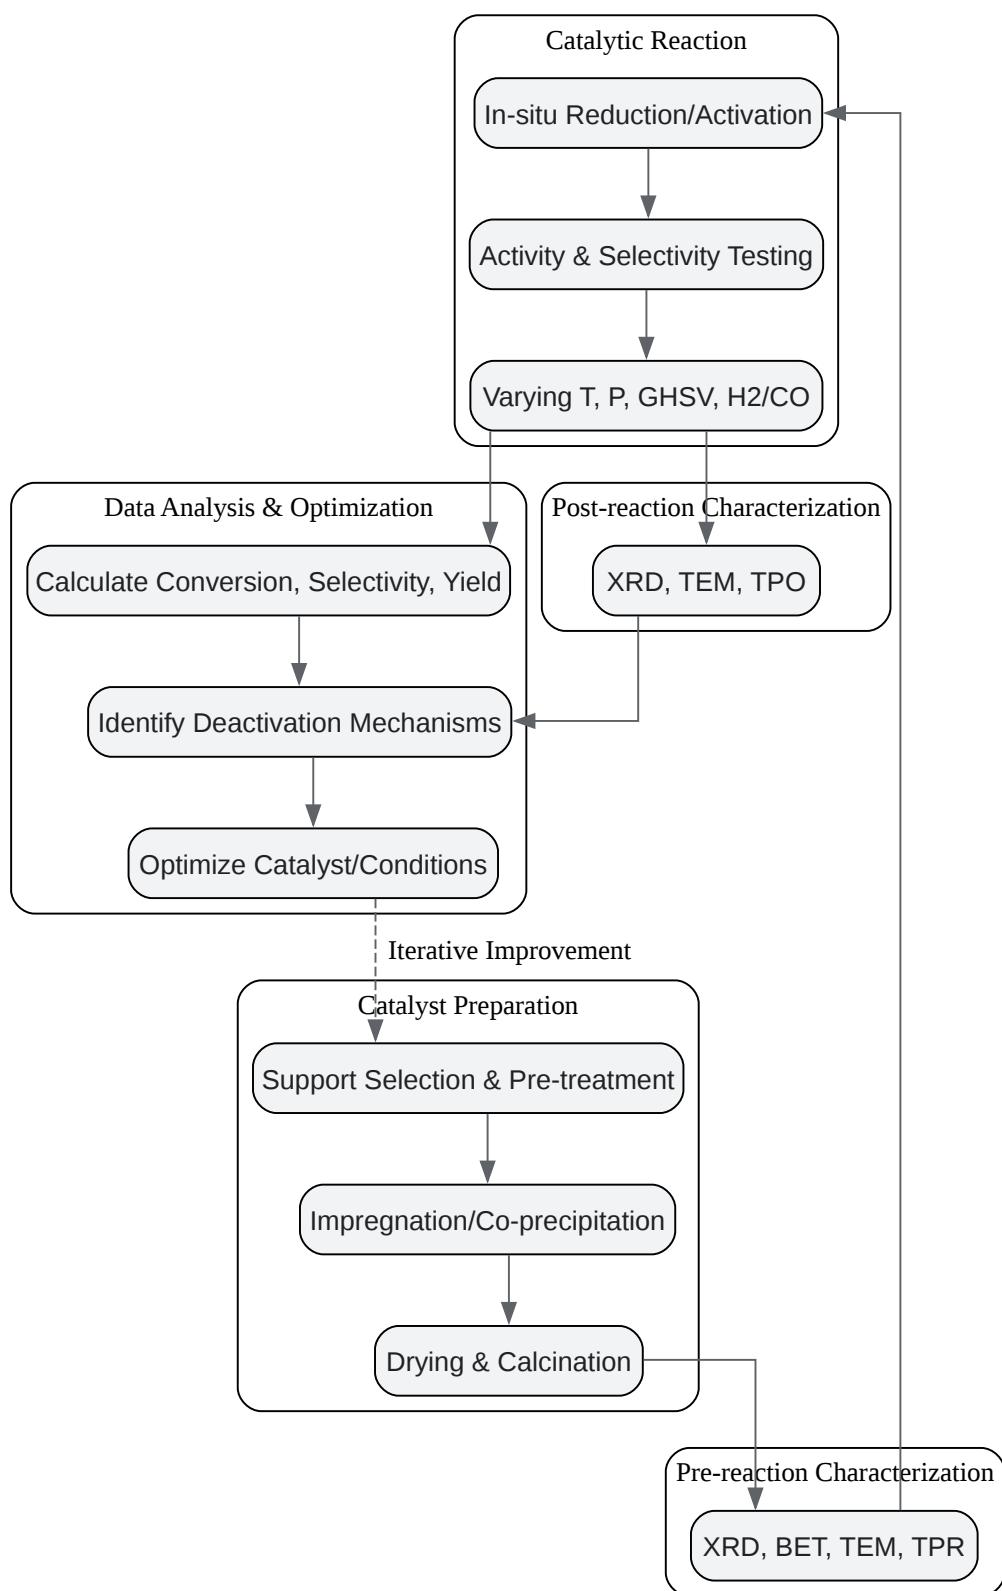 Catalytic Reaction
In-situ Reduction/Activation
Activity & Selectivity Testing
Varying T, P, GHSV, H2/CO
Data Analysis & Optimization
Calculate Conversion, Selectivity, Yield
Identify Deactivation Mechanisms
Optimize Catalyst/Conditions
Post-reaction Characterization
XRD, TEM, TPO
Iterative Improvement
Catalyst Preparation
Support Selection & Pre-treatment
Impregnation/Co-precipitation
Drying & Calcination
Pre-reaction Characterization
XRD, BET, TEM, TPR